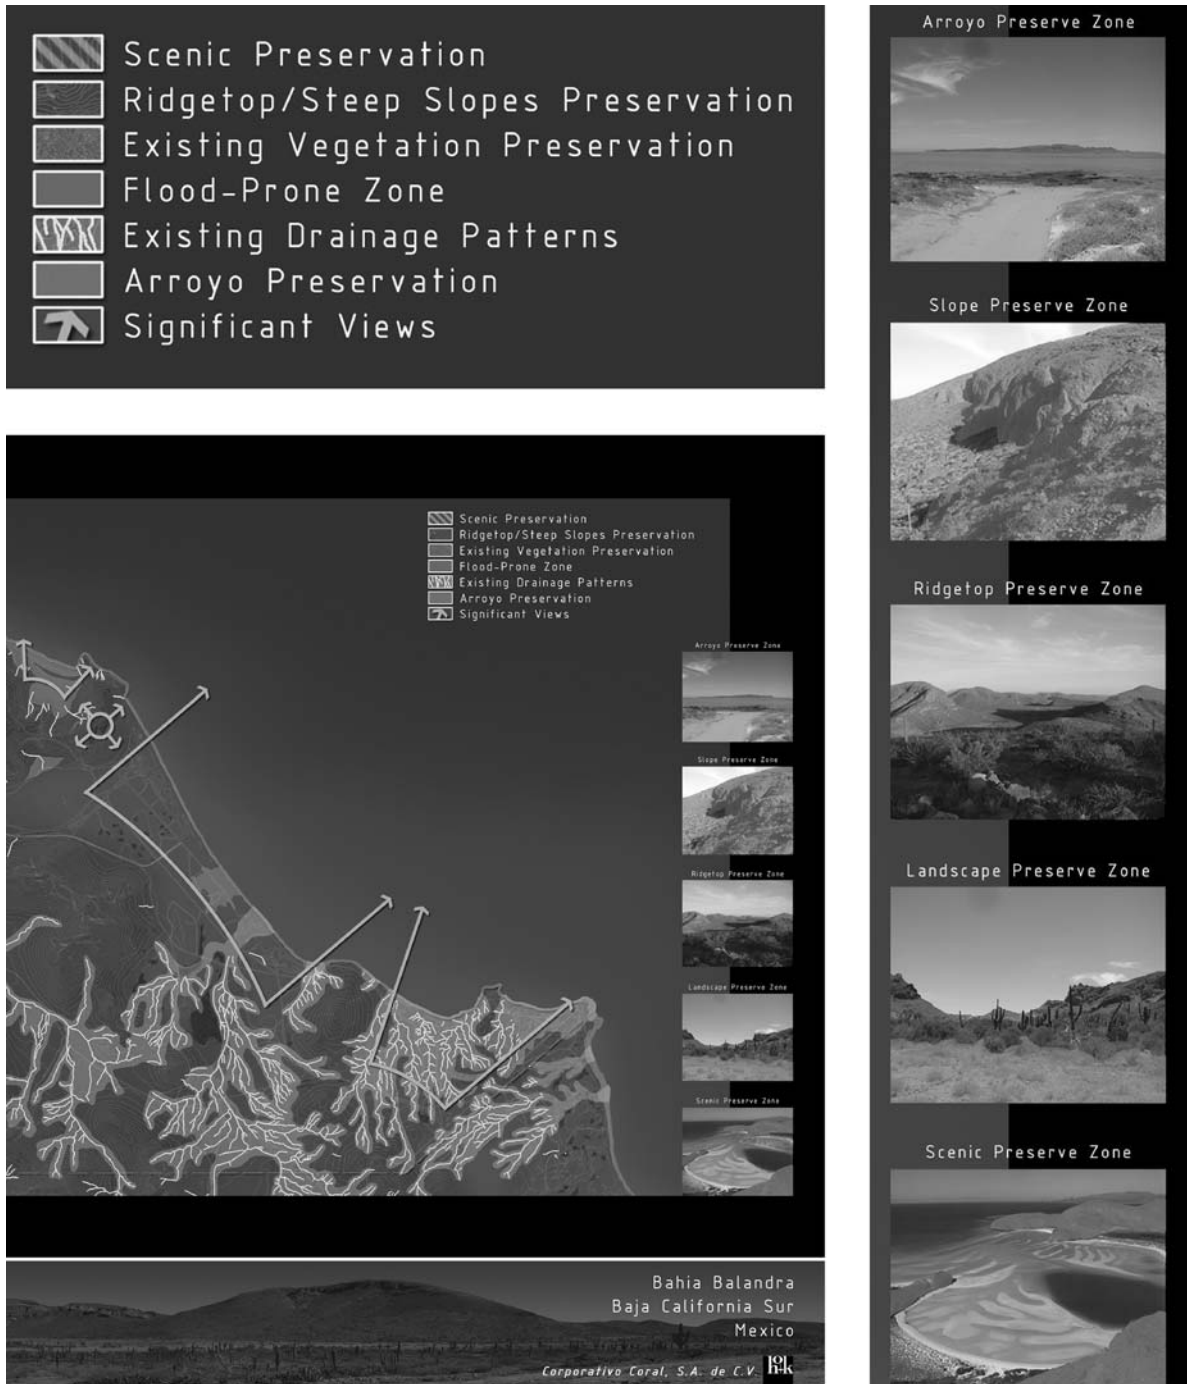 Scenic Preservation
Ridgetop/Steep Slopes Preservation
Existing Vegetation Preservation
Flood-Prone Zone
Existing Drainage Patterns
Arroyo Preservation
Significant Views
Scenic Preservation
Ridgetop/Steep Slopes Preservation
Existing Vegetation Preservation
Flood-Prone Zone
Existing Drainage Patterns
Arroyo Preservation
Significant Views
Arroyo Preserve Zone
Slope Preserve Zone
Ridgetop Preserve Zone
Landscape Preserve Zone
Scenic Preserve Zone
Bahia Balandra
Baja California Sur
Mexico
Corporativo Coral, S.A. de C.V.
hok
Arroyo Preserve Zone
Slope Preserve Zone
Ridgetop Preserve Zone
Landscape Preserve Zone
Scenic Preserve Zone